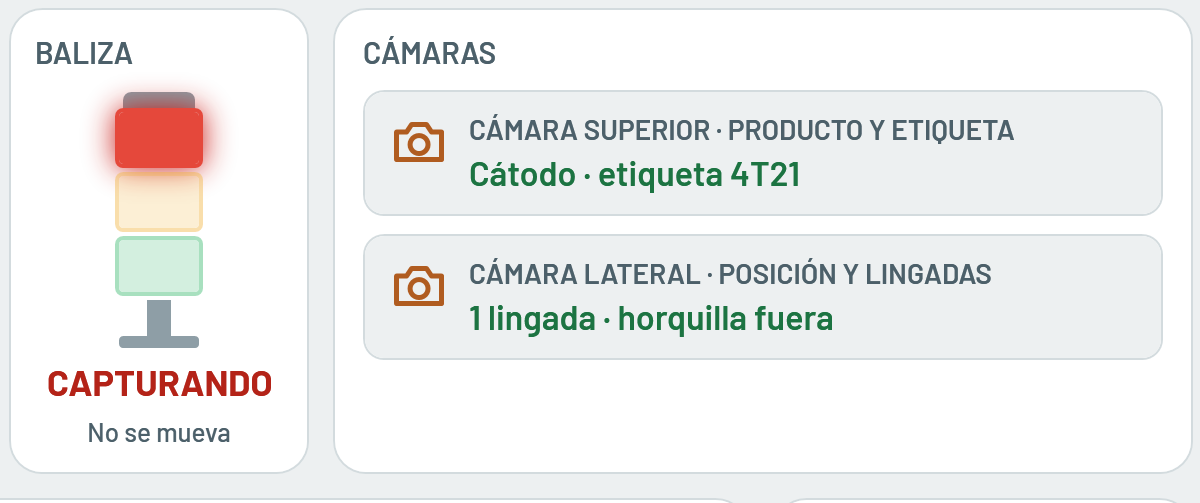 BALIZA
CAPTURANDO
No se mueva
CÁMARAS
CÁMARA SUPERIOR · PRODUCTO Y ETIQUETA
Cátodo · etiqueta 4T21
CÁMARA LATERAL · POSICIÓN Y LINGADAS
1 lingada · horquilla fuera